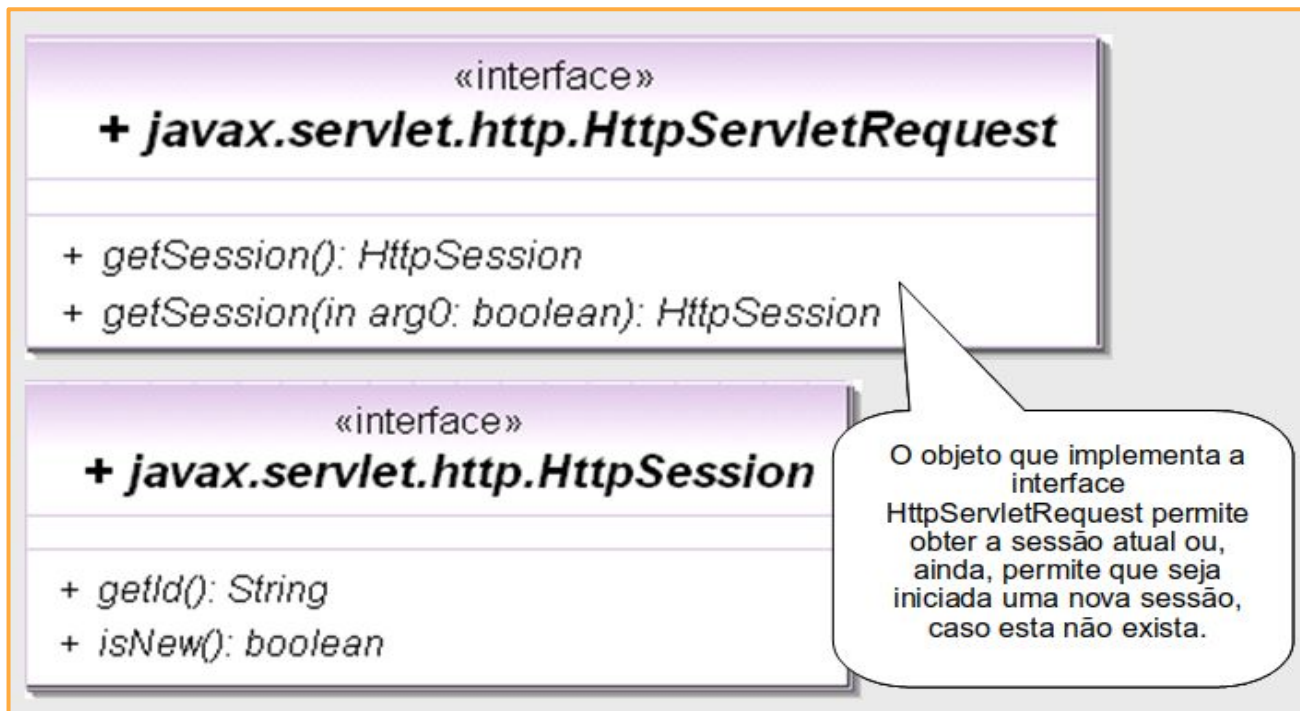 «interface»
+ javax.servlet.http.HttpServletRequest
+ getSession(): HttpSession
+ getSession(in arg0: boolean): HttpSession
«interface»
+ javax.servlet.http.HttpSession
+ getId(): String
+ isNew(): boolean
O objeto que implementa a
interface
HttpServletRequest permite
obter a sessão atual ou,
ainda, permite que seja
iniciada uma nova sessão,
caso esta não exista.